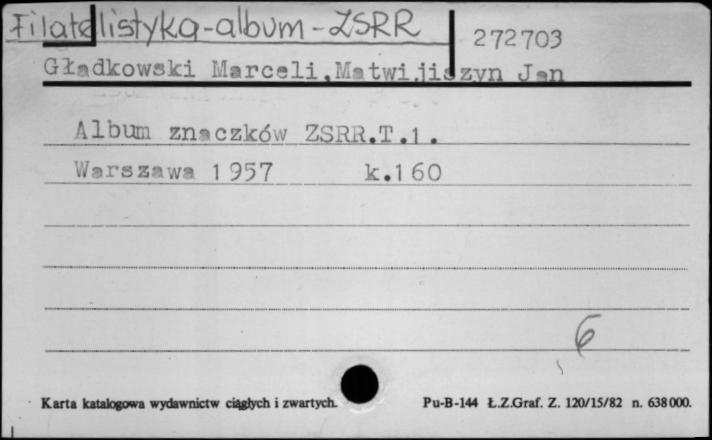 Filatelistyka-album-ZSRR
272703
Gładkowski Marceli,Matwijiszyn Jan
Album znaczków ZSRR.T.1.
Warszawa 1957 k.160
6
Karta katalogowa wydawnictw ciągłych i zwartych.
Pu-B-144 Ł.Z.Graf. Z. 120/15/82 n. 638000.